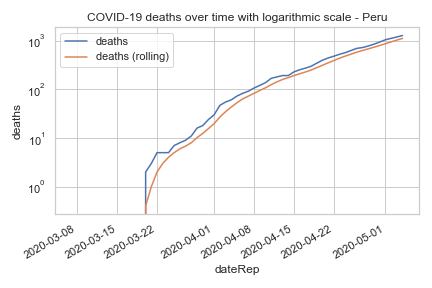 COVID-19 deaths over time with logarithmic scale - Peru
deaths
deaths (rolling)
10³
10²
10¹
10⁰
deaths
2020-03-08
2020-03-15
2020-03-22
2020-04-01
2020-04-08
2020-04-15
2020-04-22
2020-05-01
dateRep